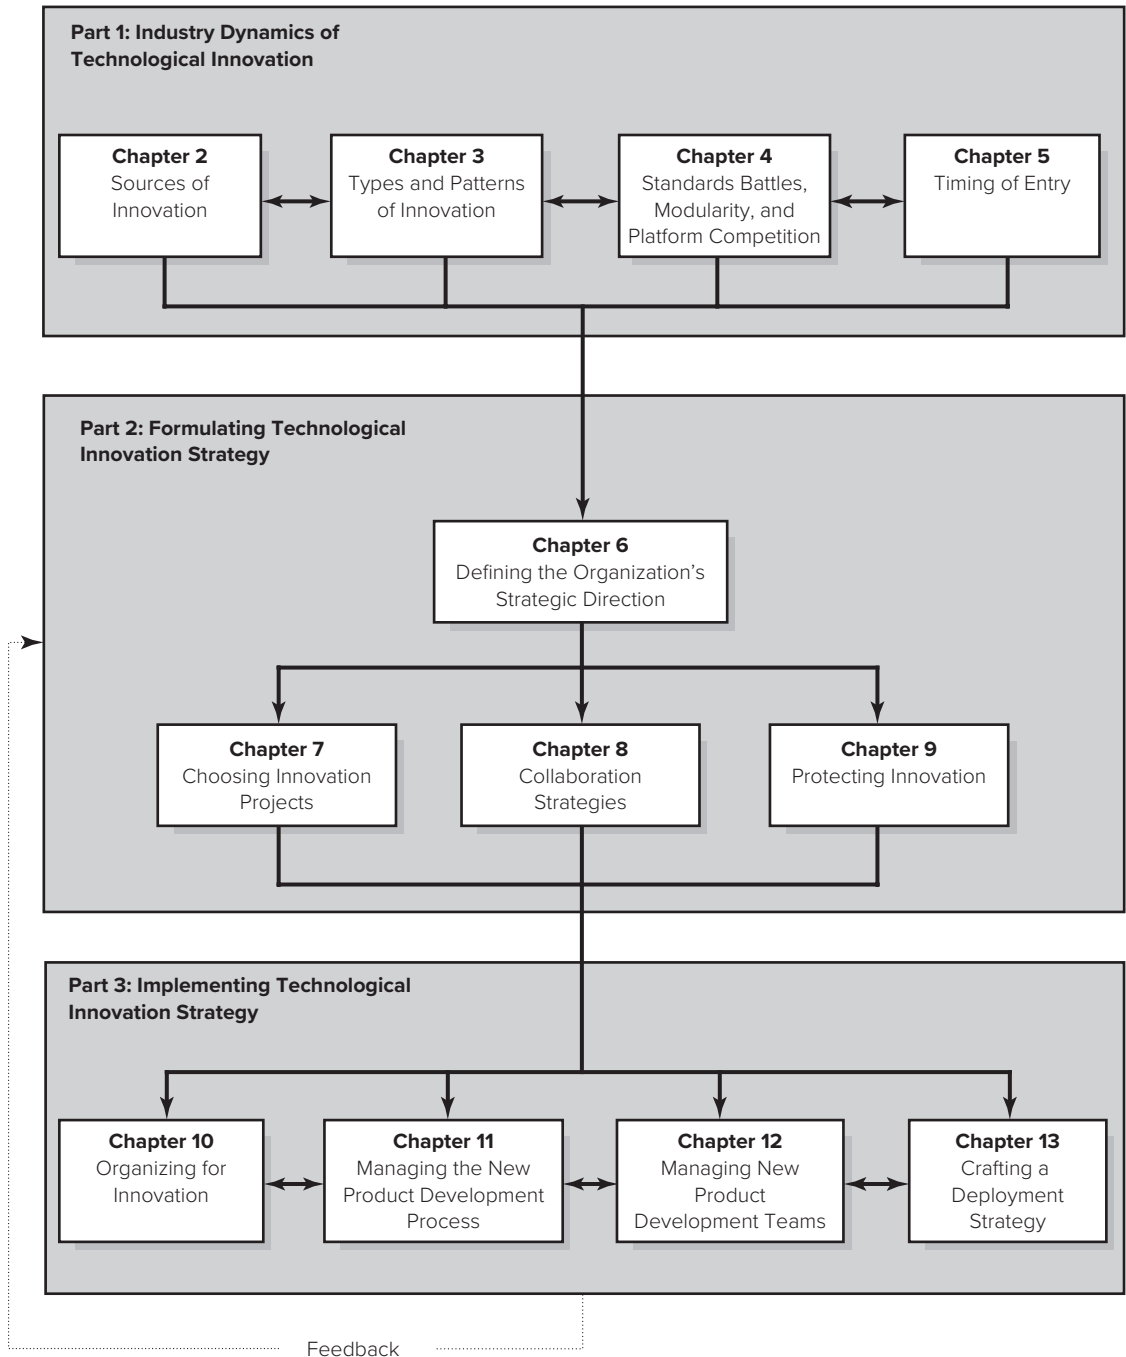 Part 1: Industry Dynamics of
Technological Innovation
Chapter 2
Sources of
Innovation
Chapter 3
Types and Patterns
of Innovation
Chapter 4
Standards Battles,
Modularity, and
Platform Competition
Chapter 5
Timing of Entry
Part 2: Formulating Technological
Innovation Strategy
Chapter 6
Defining the Organization’s
Strategic Direction
Chapter 7
Choosing Innovation
Projects
Chapter 8
Collaboration
Strategies
Chapter 9
Protecting Innovation
Part 3: Implementing Technological
Innovation Strategy
Chapter 10
Organizing for
Innovation
Chapter 11
Managing the New
Product Development
Process
Chapter 12
Managing New
Product
Development Teams
Chapter 13
Crafting a
Deployment
Strategy
Feedback